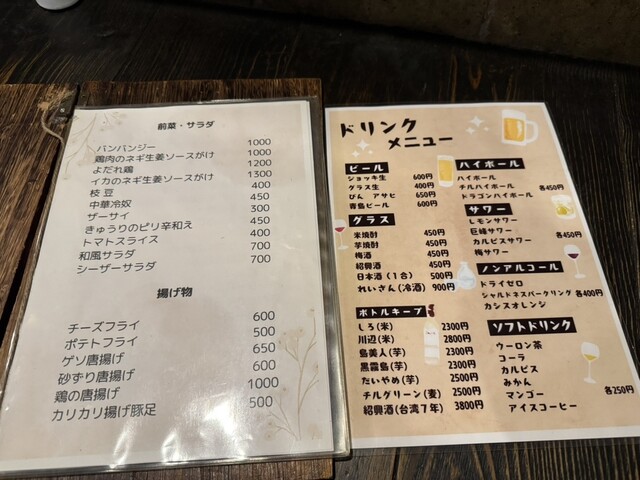 前菜・サラダ
バンバンジー 1000
鶏肉のネギ生姜ソースがけ 1000
よだれ鶏 1200
イカのネギ生姜ソースがけ 1300
枝豆 400
中華冷奴 450
ザーサイ 300
きゅうりのピリ辛和え 450
トマトスライス 400
和風サラダ 700
シーザーサラダ 700
揚げ物
チーズフライ 600
ポテトフライ 500
ゲソ唐揚げ 650
砂ずり唐揚げ 600
鶏の唐揚げ 1000
カリカリ揚げ豚足 500
ドリンク
メニュー
ビール
ジョッキ生 600円
グラス生 400円
びん アサヒ 650円
青島ビール 600円
グラス
米焼酎 450円
芋焼酎 450円
梅酒 450円
紹興酒 450円
日本酒(1合) 500円
れいざん(冷酒) 900円
ボトルキープ
しろ(米) 2300円
川辺(米) 2800円
島美人(芋) 2300円
黒霧島(芋) 2300円
だいやめ(芋) 2500円
チルグリーン(麦) 2500円
紹興酒(台湾7年) 3800円
ハイボール
ハイボール
チルハイボール 各450円
ドラゴンハイボール
サワー
レモンサワー
巨峰サワー 各450円
カルピスサワー
梅サワー
ノンアルコール
ドライゼロ
シャルドネスパークリング 各400円
カシスオレンジ
ソフトドリンク
ウーロン茶
コーラ
カルピス
みかん 各250円
マンゴー
アイスコーヒー